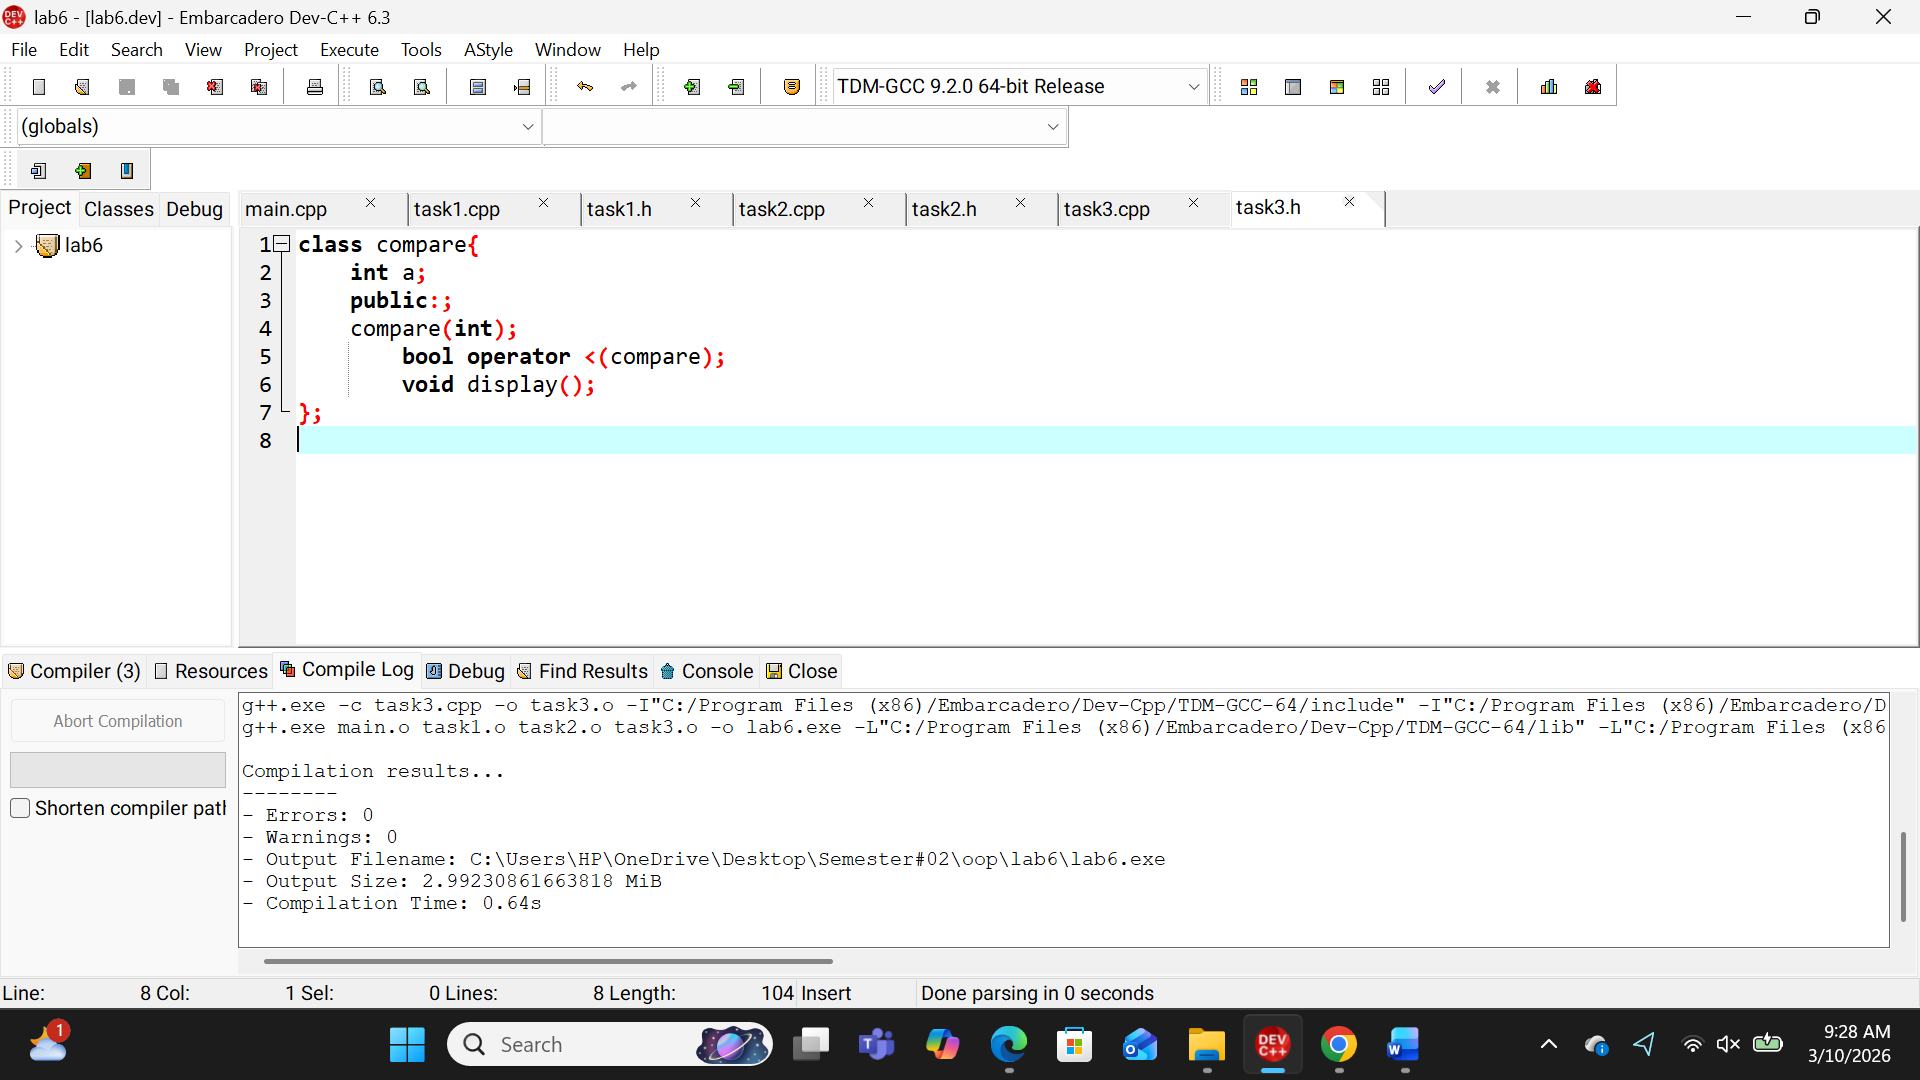 lab6 - [lab6.dev] - Embarcadero Dev-C++ 6.3
File Edit Search View Project Execute Tools AStyle Window Help
TDM-GCC 9.2.0 64-bit Release
(globals)
Project Classes Debug
main.cpp task1.cpp task1.h task2.cpp task2.h task3.cpp task3.h
lab6
1 class compare{
2 int a;
3 public:;
4 compare(int);
5 bool operator <(compare);
6 void display();
7 };
8
Compiler (3) Resources Compile Log Debug Find Results Console Close
Abort Compilation
Shorten compiler path
g++.exe -c task3.cpp -o task3.o -I"C:/Program Files (x86)/Embarcadero/Dev-Cpp/TDM-GCC-64/include" -I"C:/Program Files (x86)/Embarcadero/D
g++.exe main.o task1.o task2.o task3.o -o lab6.exe -L"C:/Program Files (x86)/Embarcadero/Dev-Cpp/TDM-GCC-64/lib" -L"C:/Program Files (x86
Compilation results...
--------
- Errors: 0
- Warnings: 0
- Output Filename: C:\Users\HP\OneDrive\Desktop\Semester#02\oop\lab6\lab6.exe
- Output Size: 2.99230861663818 MiB
- Compilation Time: 0.64s
Line: 8 Col: 1 Sel: 0 Lines: 8 Length: 104 Insert Done parsing in 0 seconds
1
Search
DEV C++
9:28 AM
3/10/2026